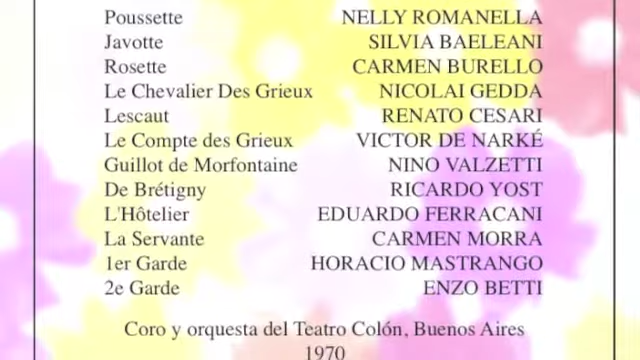 Poussette NELLY ROMANELLA
Javotte SILVIA BAELEANI
Rosette CARMEN BURELLO
Le Chevalier Des Grieux NICOLAI GEDDA
Lescaut RENATO CESARI
Le Compte des Grieux VICTOR DE NARKÉ
Guillot de Morfontaine NINO VALZETTI
De Brétigny RICARDO YOST
L'Hôtelier EDUARDO FERRACANI
La Servante CARMEN MORRA
1er Garde HORACIO MASTRANGO
2e Garde ENZO BETTI
Coro y orquesta del Teatro Colón, Buenos Aires
1970